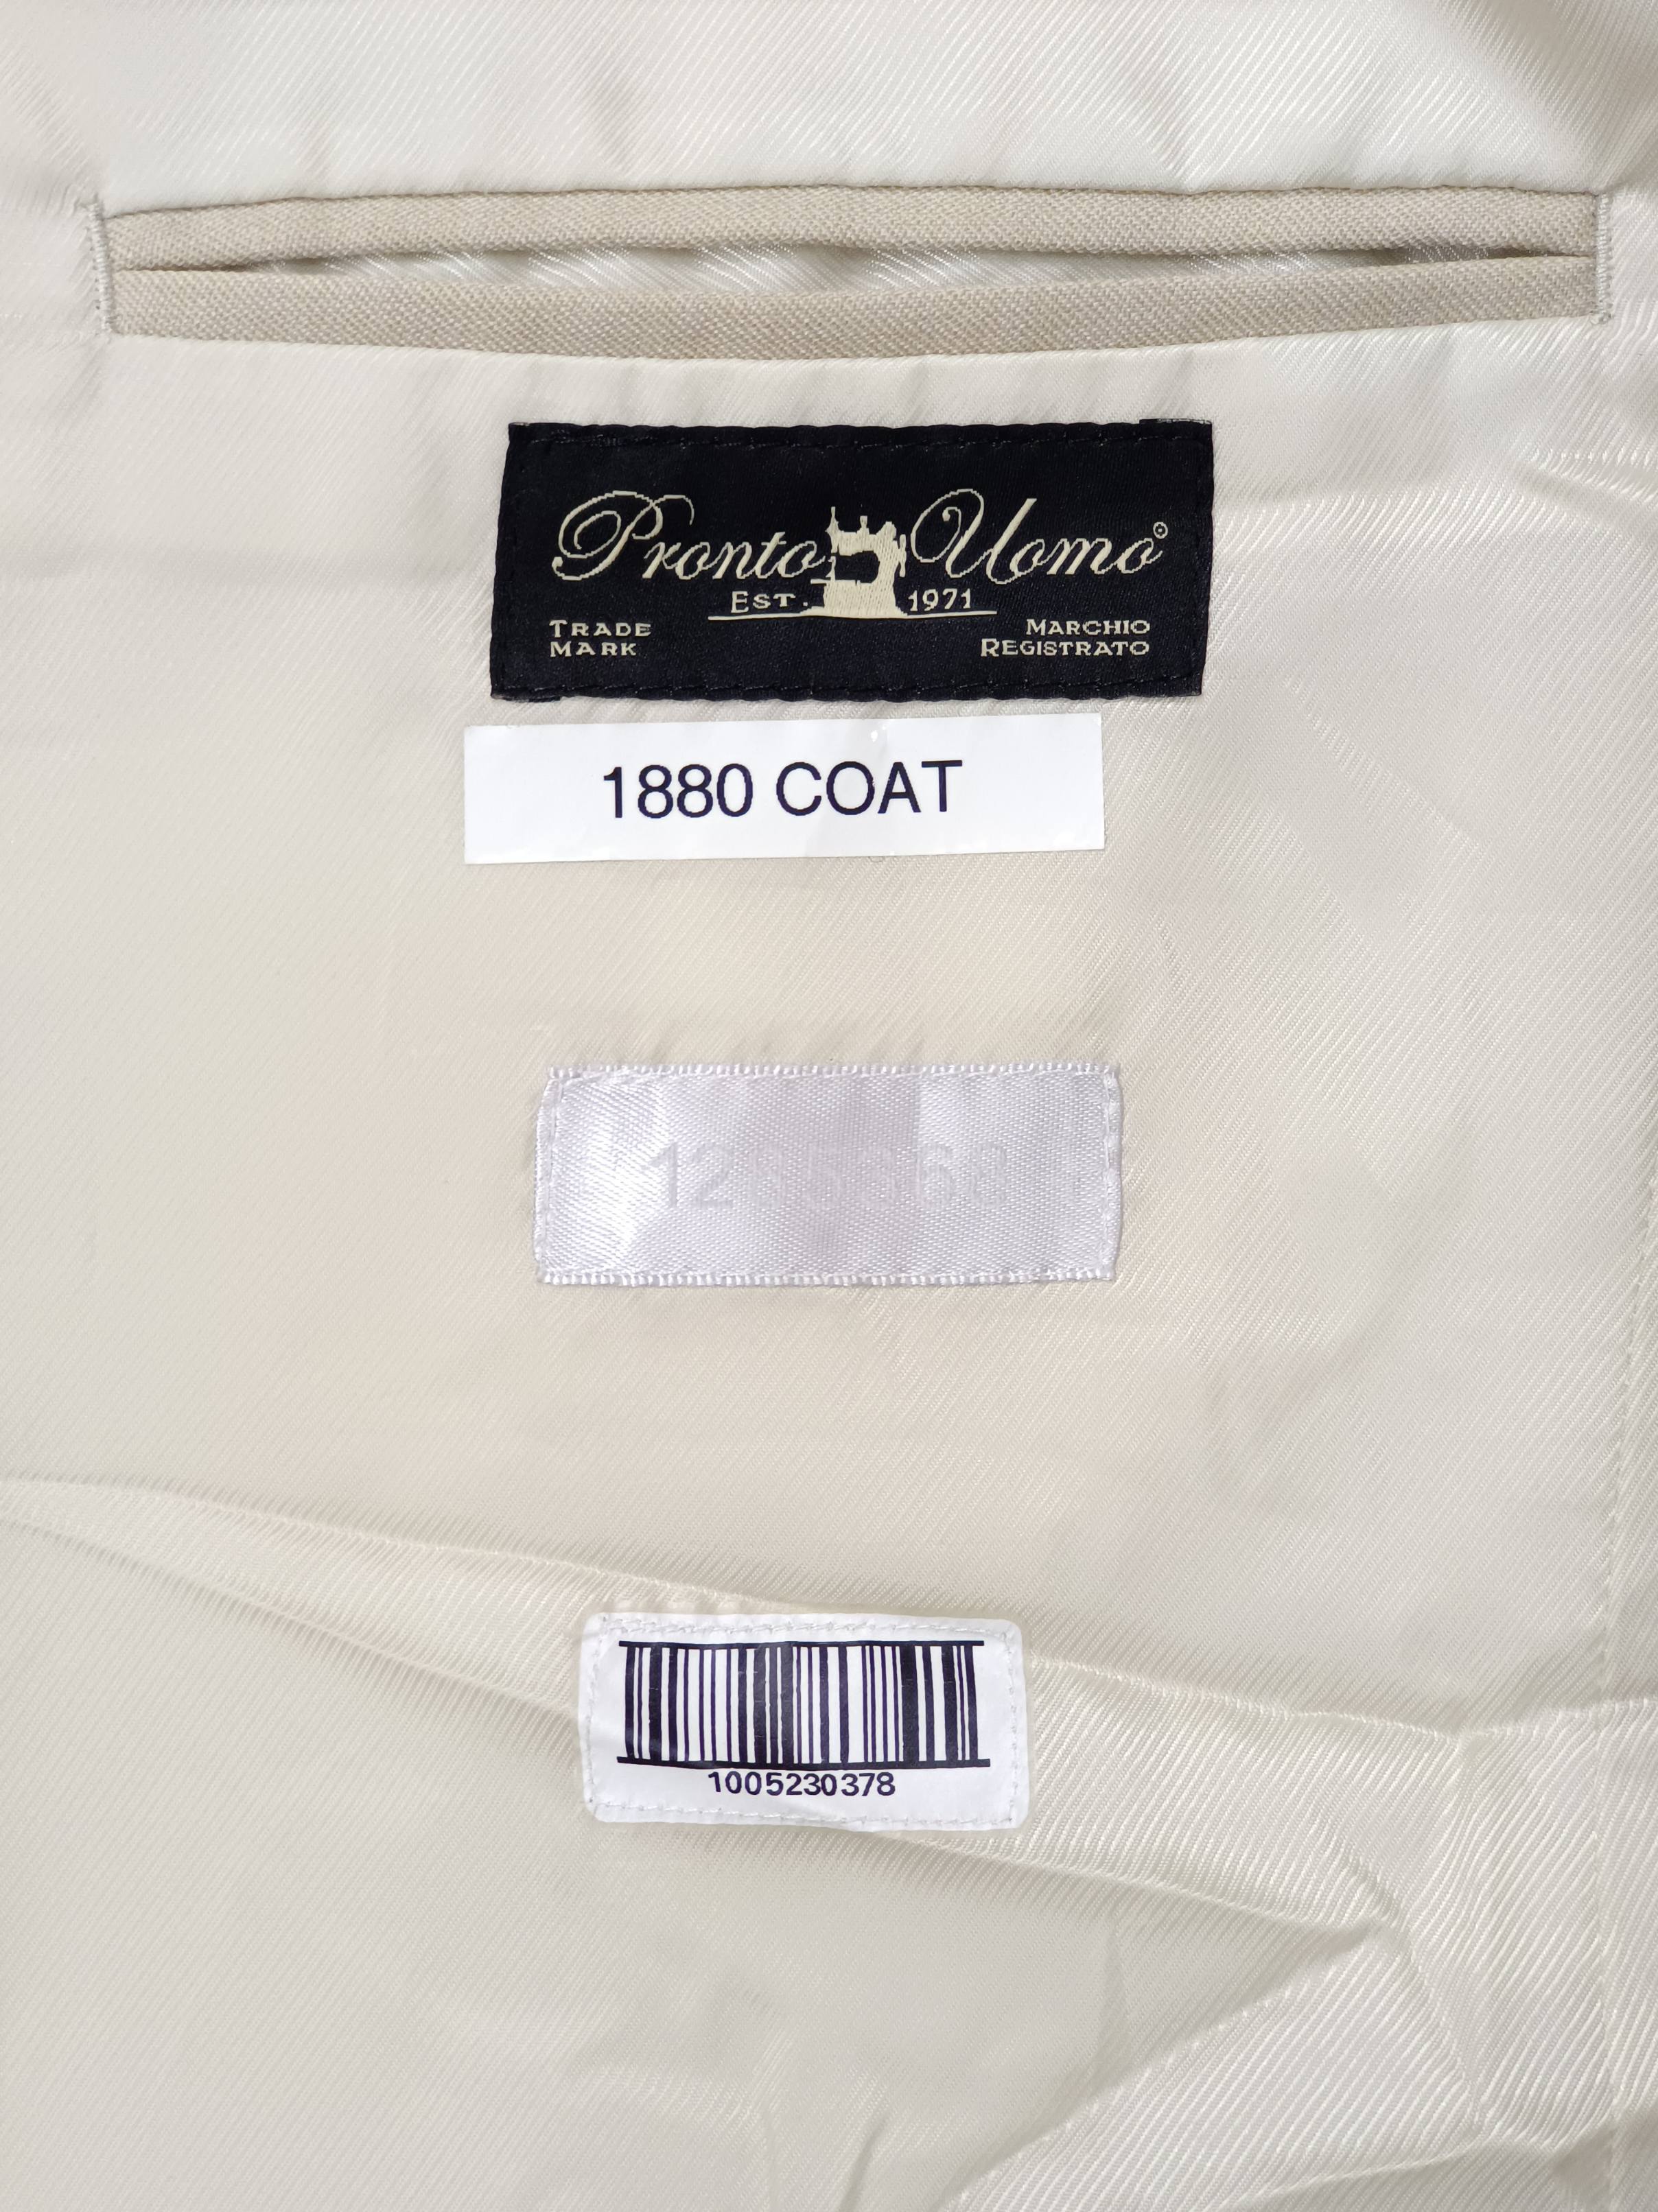 Pronto Uomo®
EST. 1971
TRADE MARK
MARCHIO REGISTRATO
1880 COAT
1005230378